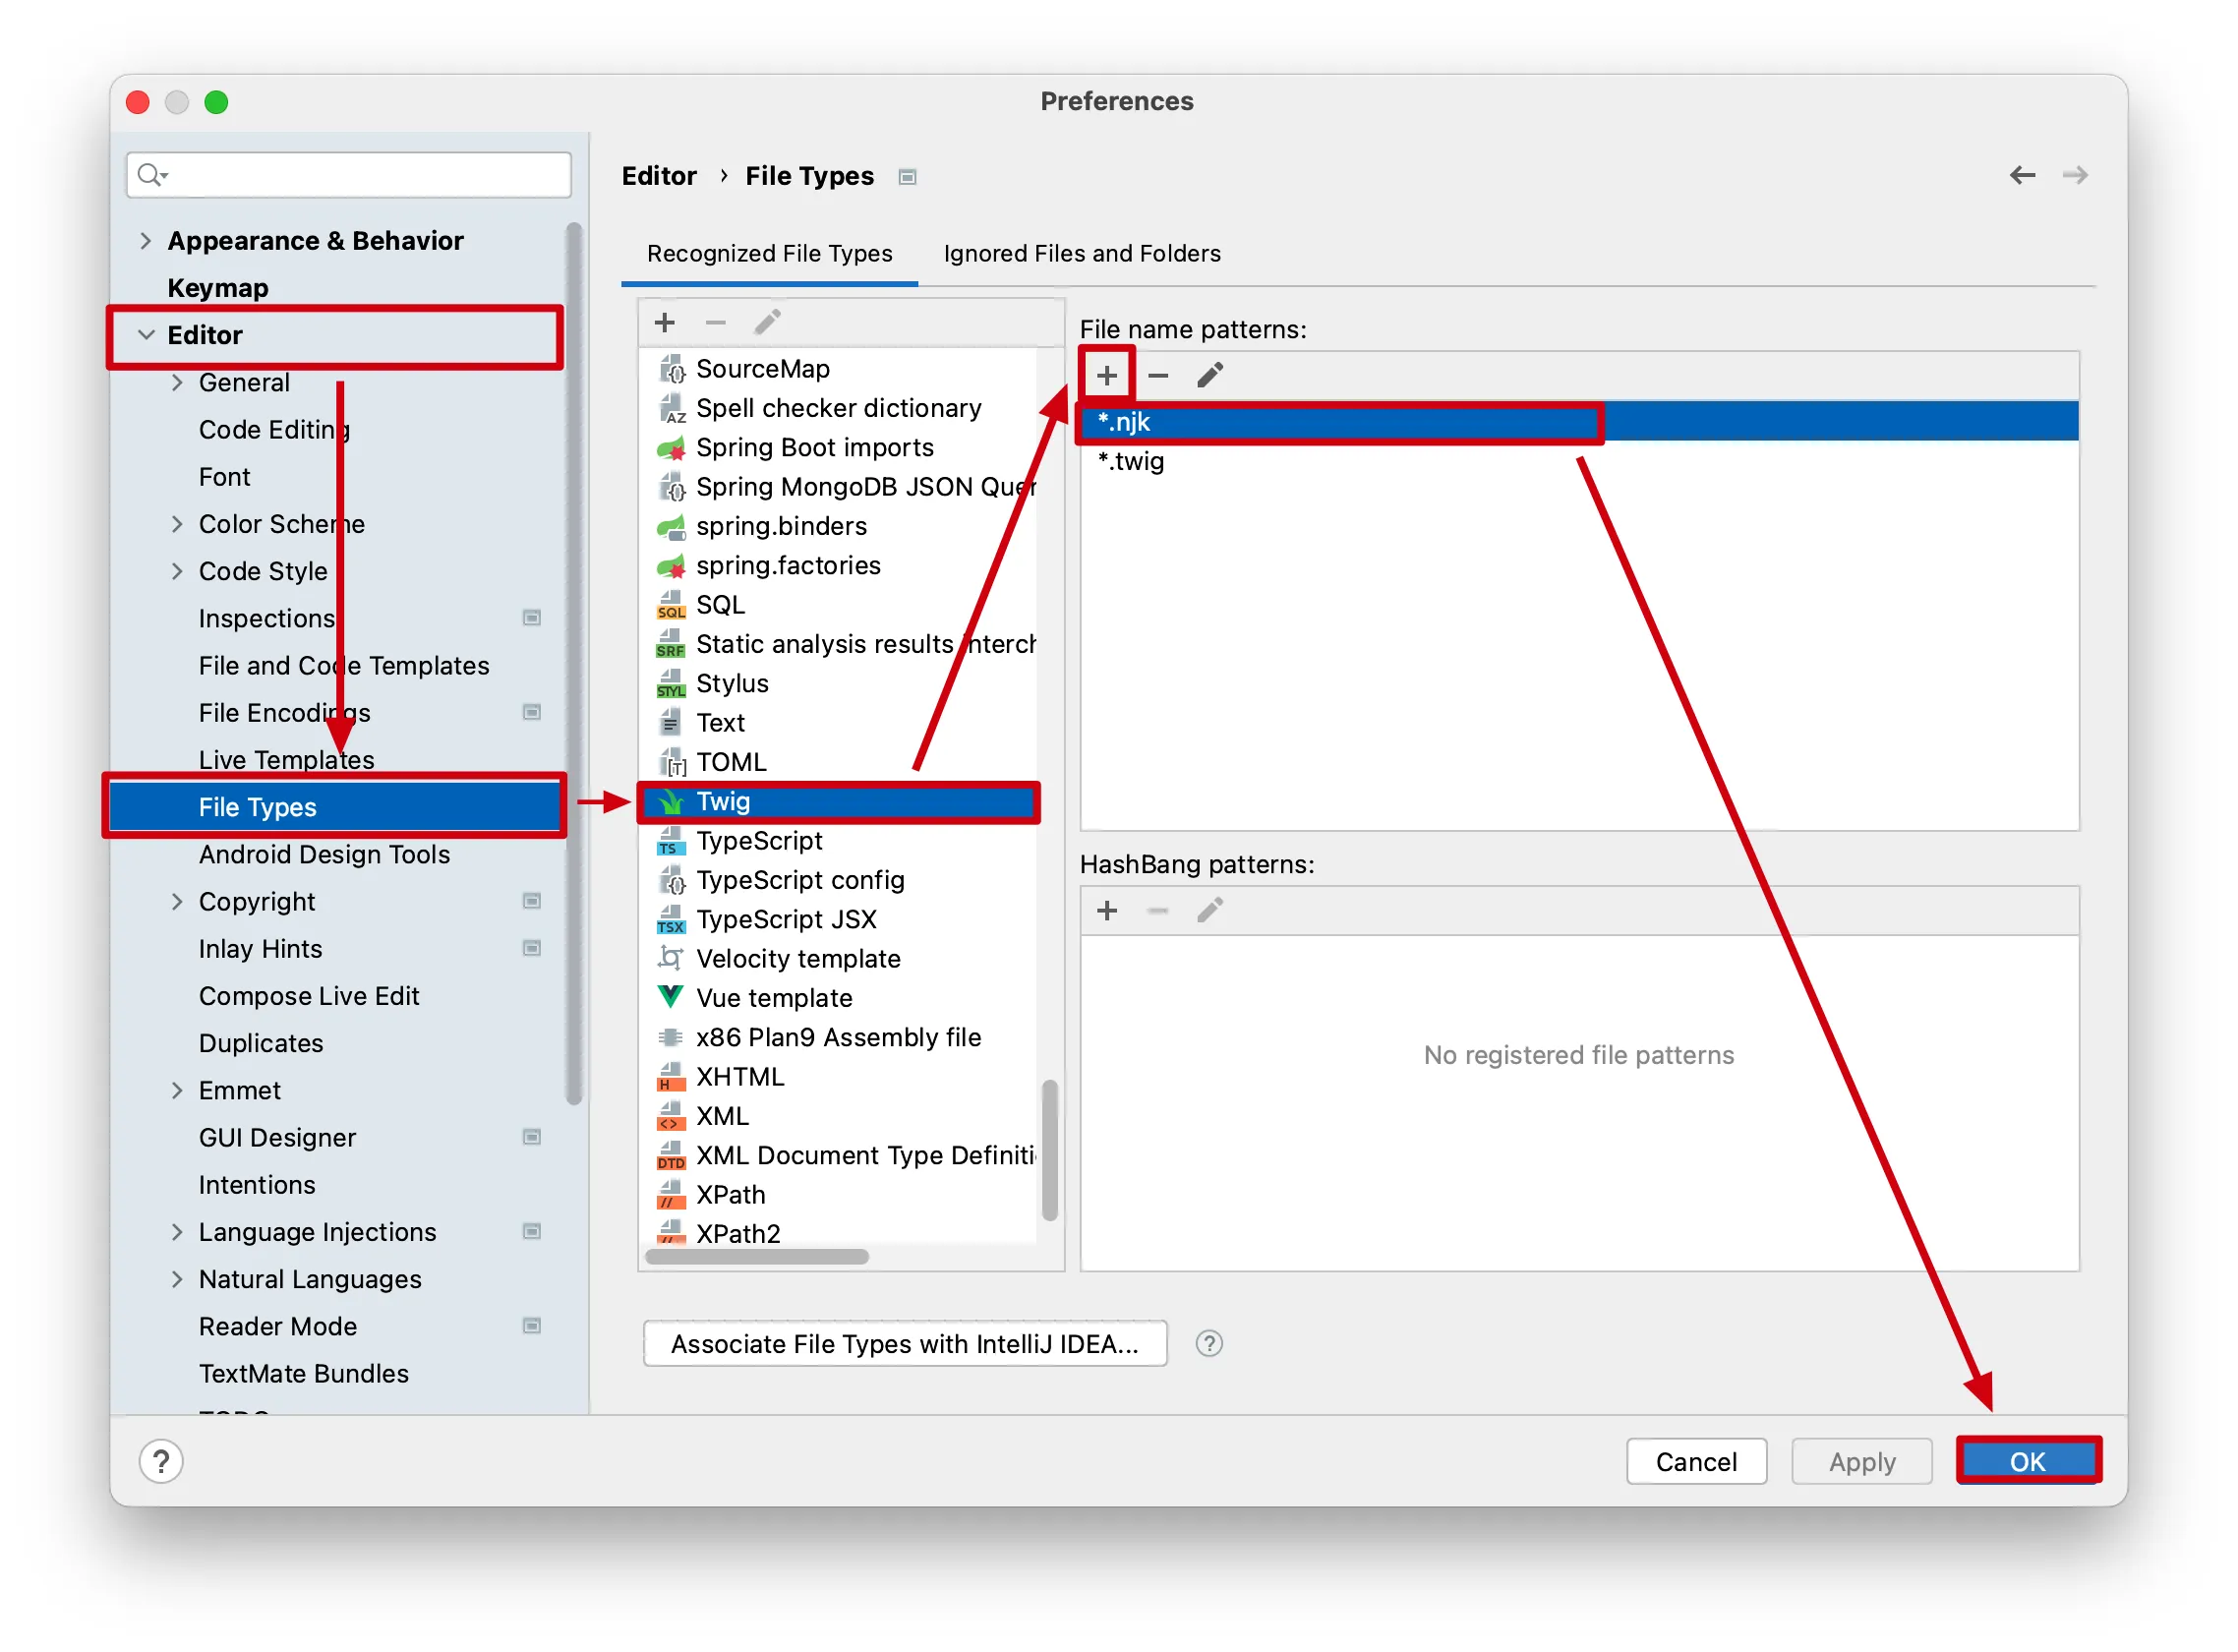 Preferences
Appearance & Behavior
Keymap
Editor
General
Code Editing
Font
Color Scheme
Code Style
Inspections
File and Code Templates
File Encodings
Live Templates
File Types
Android Design Tools
Copyright
Inlay Hints
Compose Live Edit
Duplicates
Emmet
GUI Designer
Intentions
Language Injections
Natural Languages
Reader Mode
TextMate Bundles
Editor › File Types
Recognized File Types
Ignored Files and Folders
SourceMap
Spell checker dictionary
Spring Boot imports
Spring MongoDB JSON Quer
spring.binders
spring.factories
SQL
Static analysis results interch
Stylus
Text
TOML
Twig
TypeScript
TypeScript config
TypeScript JSX
Velocity template
Vue template
x86 Plan9 Assembly file
XHTML
XML
XML Document Type Definiti
XPath
XPath2
File name patterns:
*.njk
*.twig
HashBang patterns:
No registered file patterns
Associate File Types with IntelliJ IDEA...
?
?
Cancel
Apply
OK